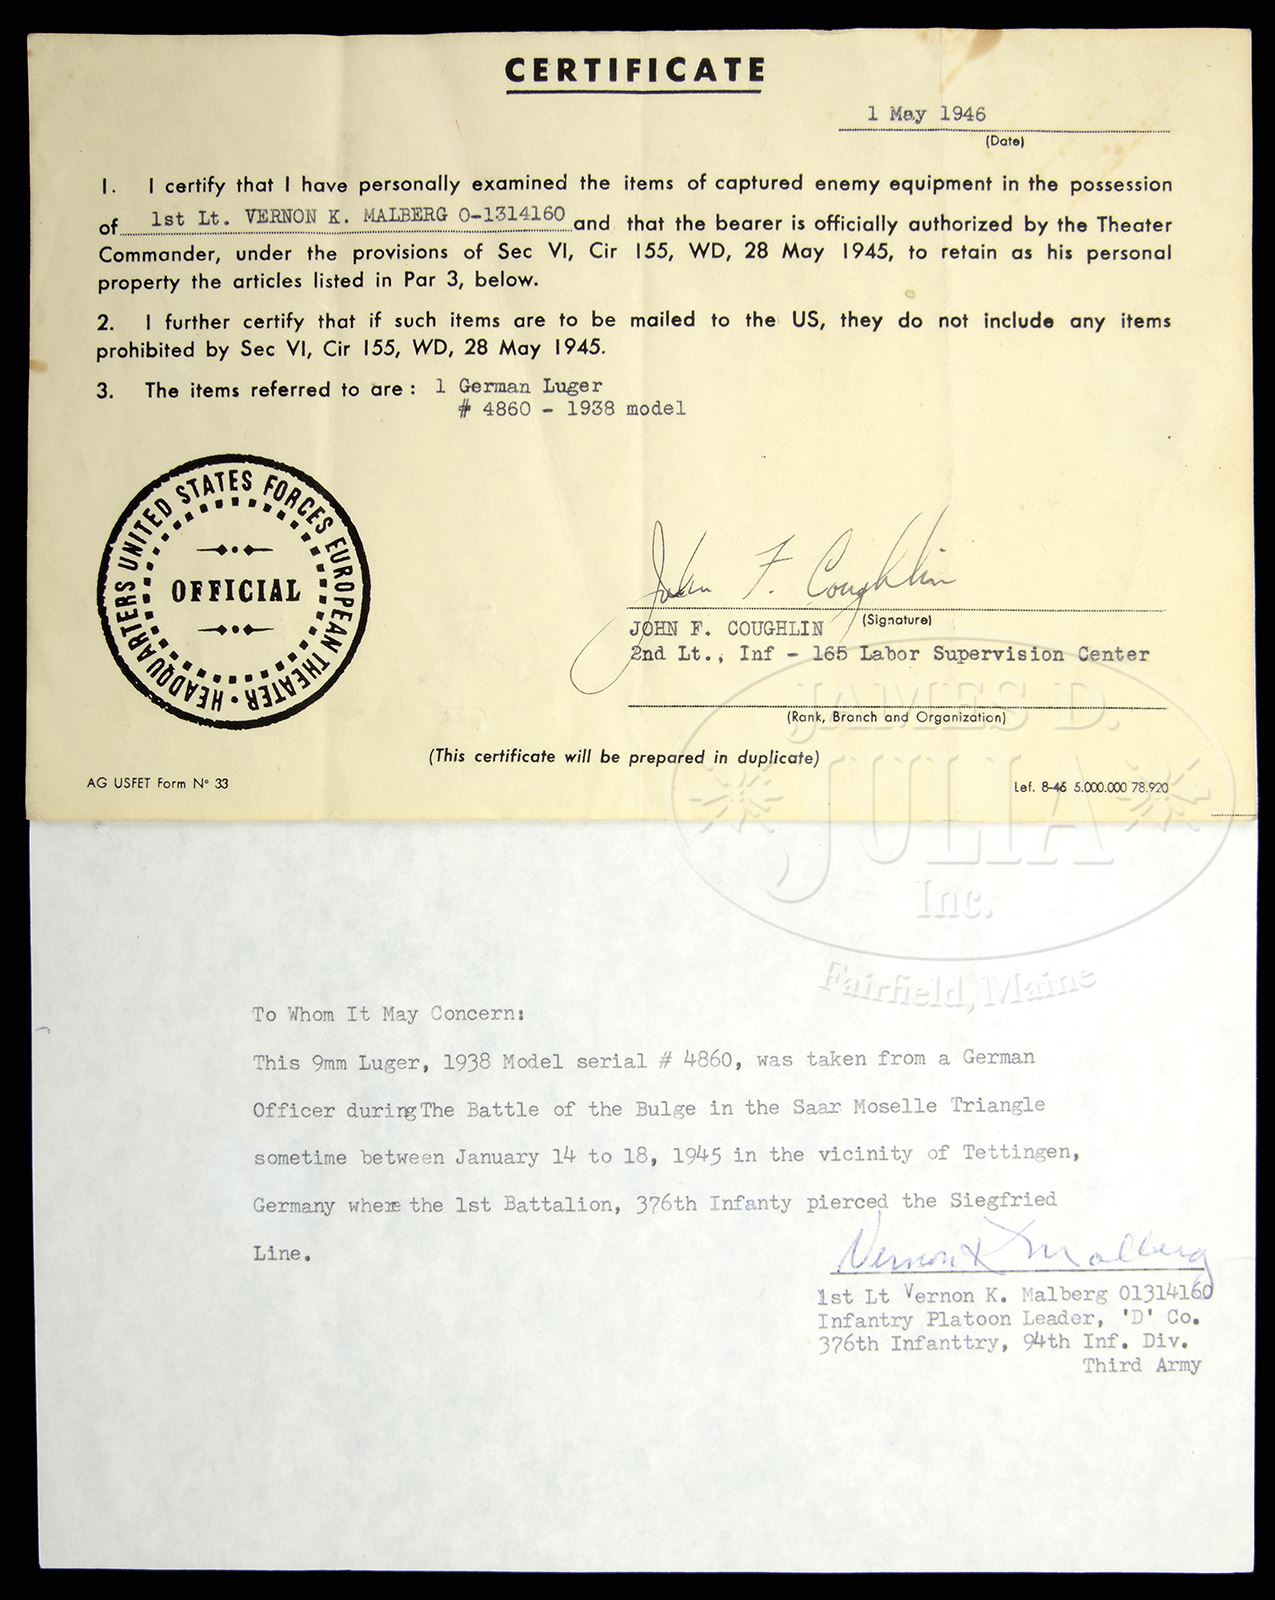 CERTIFICATE
1 May 1946
(Date)
1. I certify that I have personally examined the items of captured enemy equipment in the possession
of 1st Lt. VERNON K. MALBERG O-1314160 and that the bearer is officially authorized by the Theater
Commander, under the provisions of Sec VI, Cir 155, WD, 28 May 1945, to retain as his personal
property the articles listed in Par 3, below.
2. I further certify that if such items are to be mailed to the US, they do not include any items
prohibited by Sec VI, Cir 155, WD, 28 May 1945.
3. The items referred to are : 1 German Luger
# 4860 - 1938 model
HEADQUARTERS UNITED STATES FORCES EUROPEAN THEATER
OFFICIAL
John F. Coughlin
(Signature)
JOHN F. COUGHLIN
2nd Lt., Inf - 165 Labor Supervision Center
(Rank, Branch and Organization)
(This certificate will be prepared in duplicate)
AG USFET Form N° 33
Lef. 8-46 5.000.000 78.920
JAMES D.
JULIA
Inc.
Fairfield, Maine
To Whom It May Concern:
This 9mm Luger, 1938 Model serial # 4860, was taken from a German
Officer during The Battle of the Bulge in the Saar Moselle Triangle
sometime between January 14 to 18, 1945 in the vicinity of Tettingen,
Germany where the 1st Battalion, 376th Infanty pierced the Siegfried
Line.
Vernon K Malberg
1st Lt Vernon K. Malberg 01314160
Infantry Platoon Leader, 'D' Co.
376th Infanttry, 94th Inf. Div.
Third Army